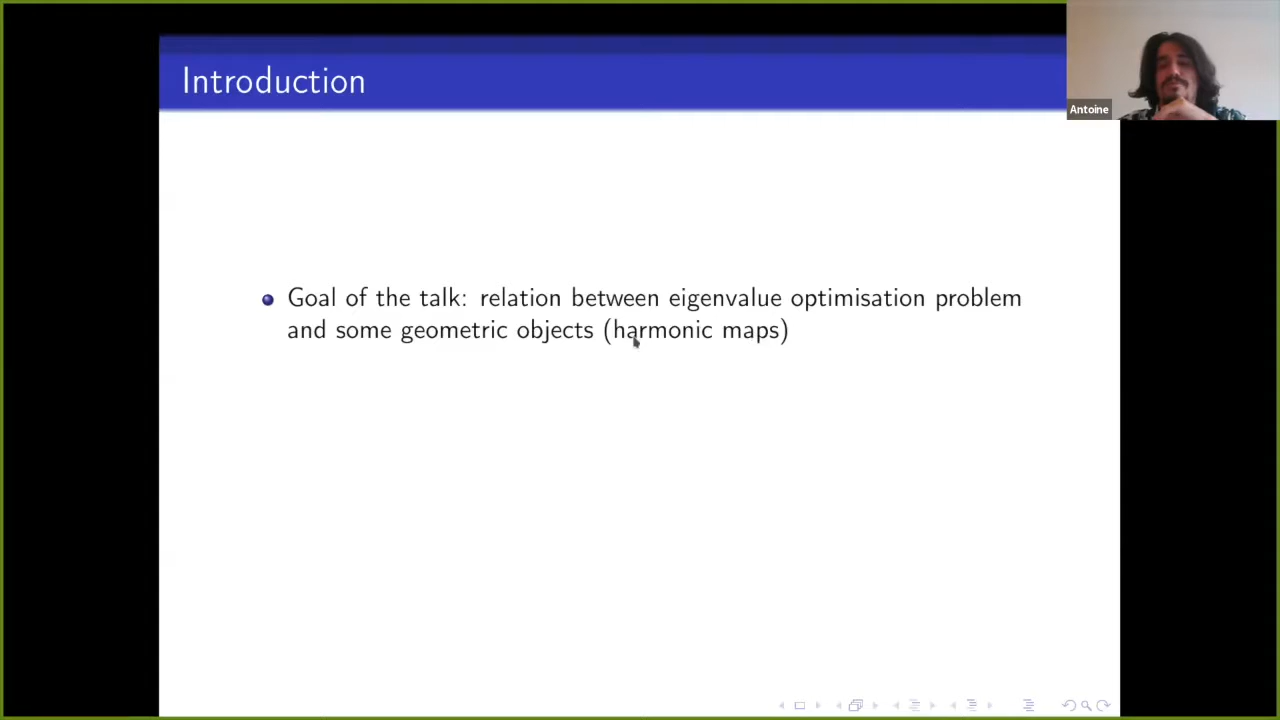 Introduction
Antoine
Goal of the talk: relation between eigenvalue optimisation problem
and some geometric objects (harmonic maps)